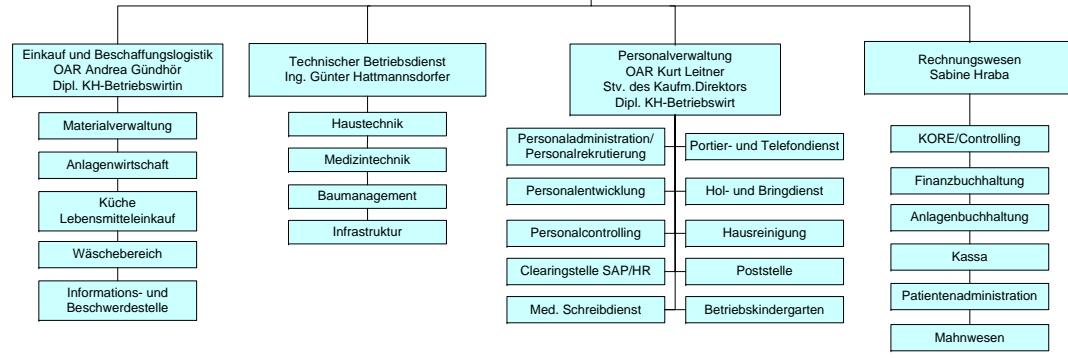 Einkauf und Beschaffungslogistik
OAR Andrea Gündhör
Dipl. KH-Betriebswirtin
Materialverwaltung
Anlagenwirtschaft
Küche
Lebensmitteleinkauf
Wäschebereich
Informations- und
Beschwerdestelle
Technischer Betriebsdienst
Ing. Günter Hattmannsdorfer
Haustechnik
Medizintechnik
Baumanagement
Infrastruktur
Personalverwaltung
OAR Kurt Leitner
Stv. des Kaufm.Direktors
Dipl. KH-Betriebswirt
Personaladministration/
Personalrekrutierung
Personalentwicklung
Personalcontrolling
Clearingstelle SAP/HR
Med. Schreibdienst
Portier- und Telefondienst
Hol- und Bringdienst
Hausreinigung
Poststelle
Betriebskindergarten
Rechnungswesen
Sabine Hraba
KORE/Controlling
Finanzbuchhaltung
Anlagenbuchhaltung
Kassa
Patientenadministration
Mahnwesen